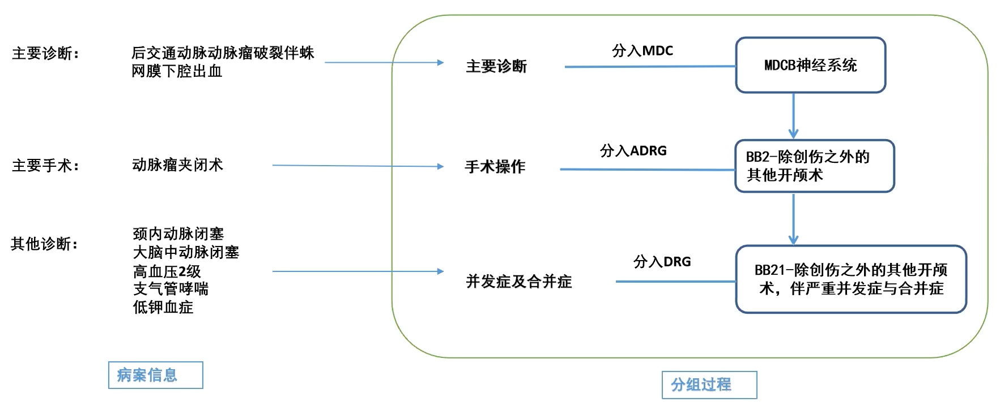 主要诊断：
后交通动脉动脉瘤破裂伴蛛
网膜下腔出血
主要诊断
分入MDC
MDCB神经系统
主要手术：
动脉瘤夹闭术
手术操作
分入ADRG
BB2-除创伤之外的
其他开颅术
其他诊断：
颈内动脉闭塞
大脑中动脉闭塞
高血压2级
支气管哮喘
低钾血症
并发症及合并症
分入DRG
BB21-除创伤之外的其他开颅
术，伴严重并发症与合并症
病案信息
分组过程